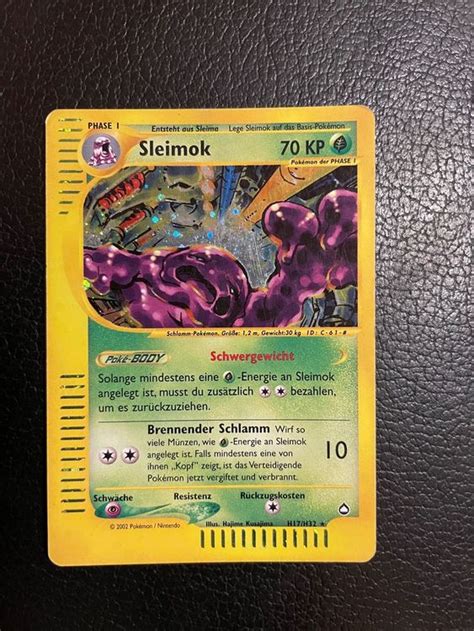 PHASE 1 Entsteht aus Sleima Lege Sleimok auf das Basis-Pokémon
Sleimok 70 KP
Pokémon der PHASE 1
Schlamm-Pokémon. Größe: 1,2 m, Gewicht: 30 kg ID: C-61-#
Poké-BODY Schwergewicht
Solange mindestens eine -Energie an Sleimok
angelegt ist, musst du zusätzlich bezahlen,
um es zurückzuziehen.
Brennender Schlamm Wirf so
viele Münzen, wie -Energie an Sleimok
angelegt ist. Falls mindestens eine von
ihnen „Kopf" zeigt, ist das Verteidigende
Pokémon jetzt vergiftet und verbrannt.
10
Schwäche Resistenz Rückzugskosten
© 2002 Pokémon / Nintendo Illus. Hajime Kusajima H17/H32 ★